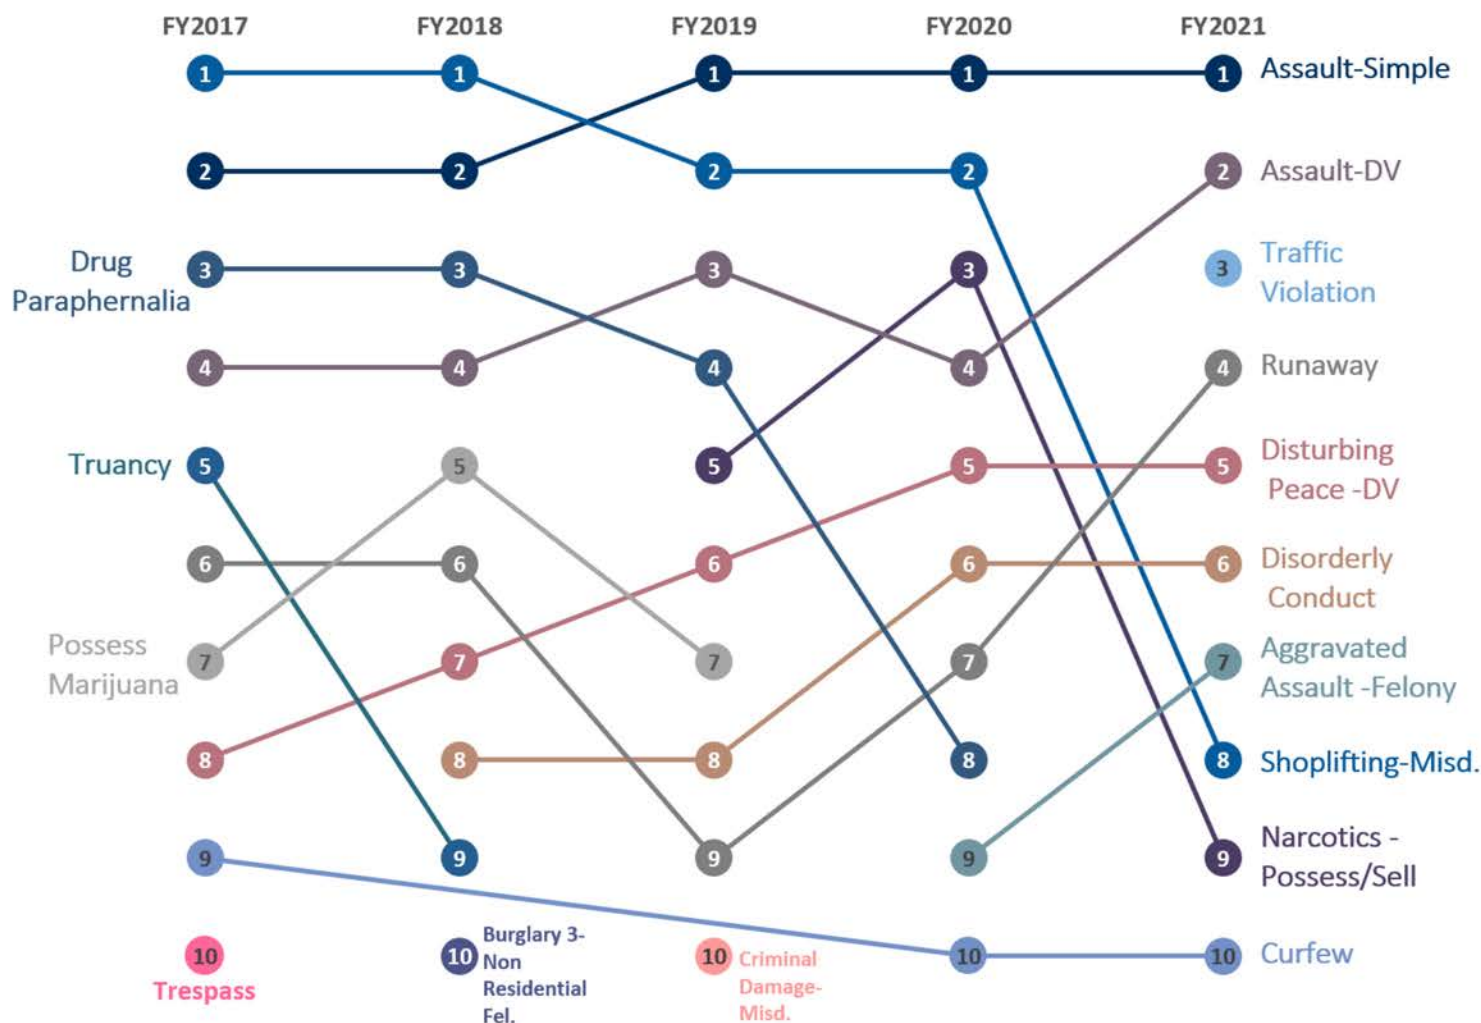 FY2017 FY2018 FY2019 FY2020 FY2021
1 1 1 1 1 Assault-Simple
2 2 2 2 2 Assault-DV
Drug
Paraphernalia
3 3 3 3 3
Traffic
Violation
4 4 4 4 4 Runaway
Truancy 5 5 5 5 5
Disturbing
Peace -DV
6 6 6 6 6
Disorderly
Conduct
Possess
Marijuana
7 7 7 7 7
Aggravated
Assault -Felony
8 8 8 8 8 Shoplifting-Misd.
9 9 9 9 9
Narcotics -
Possess/Sell
10
Trespass
10
Burglary 3-
Non
Residential
Fel.
10
Criminal
Damage-
Misd.
10 10 Curfew